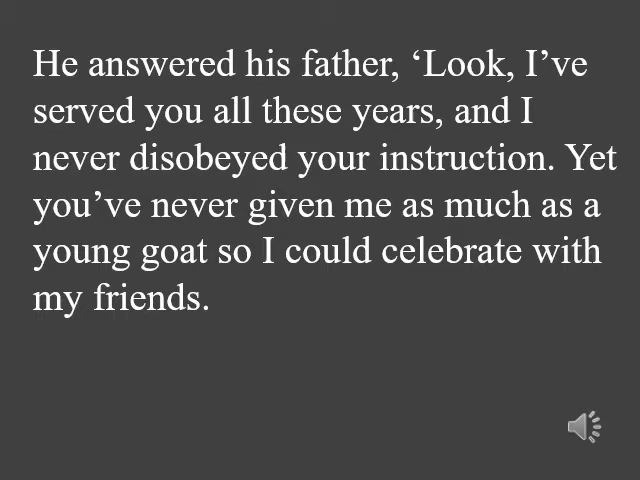 He answered his father, ‘Look, I’ve
served you all these years, and I
never disobeyed your instruction. Yet
you’ve never given me as much as a
young goat so I could celebrate with
my friends.